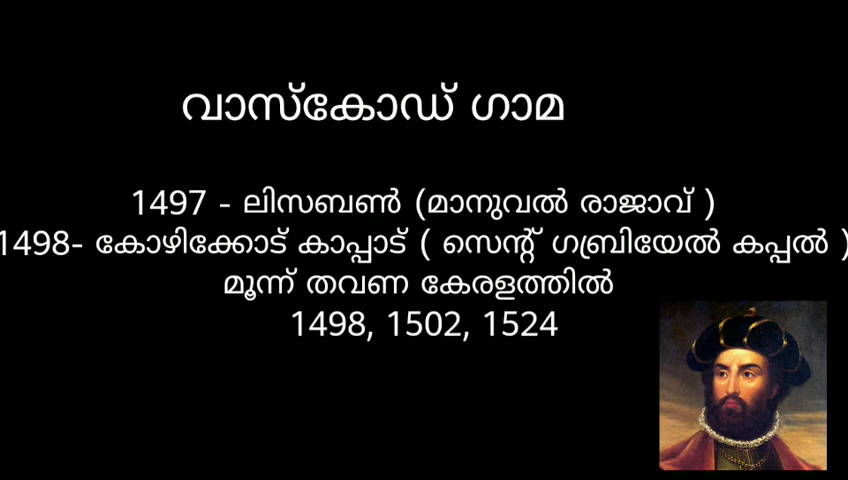 വാസ്കോഡ് ഗാമ
1497 - ലിസബൺ (മാനുവൽ രാജാവ് )
1498- കോഴിക്കോട് കാപ്പാട് ( സെന്റ് ഗബ്രിയേൽ കപ്പൽ )
മൂന്ന് തവണ കേരളത്തിൽ
1498, 1502, 1524